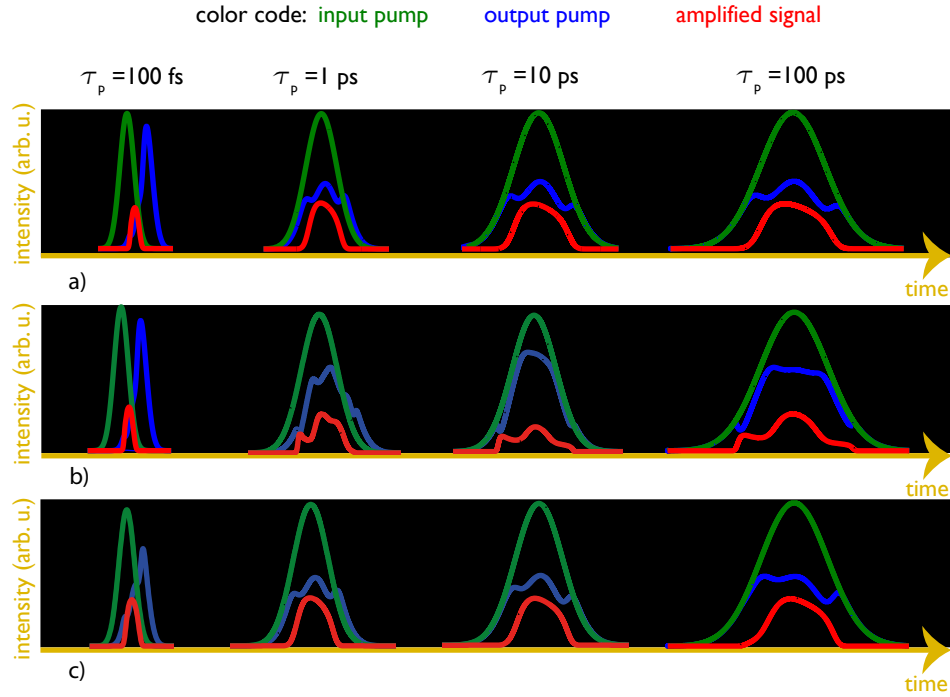 color code: input pump output pump amplified signal
τp =100 fs τp =1 ps τp =10 ps τp =100 ps
intensity (arb. u.)
a)
time
intensity (arb. u.)
b)
time
intensity (arb. u.)
c)
time